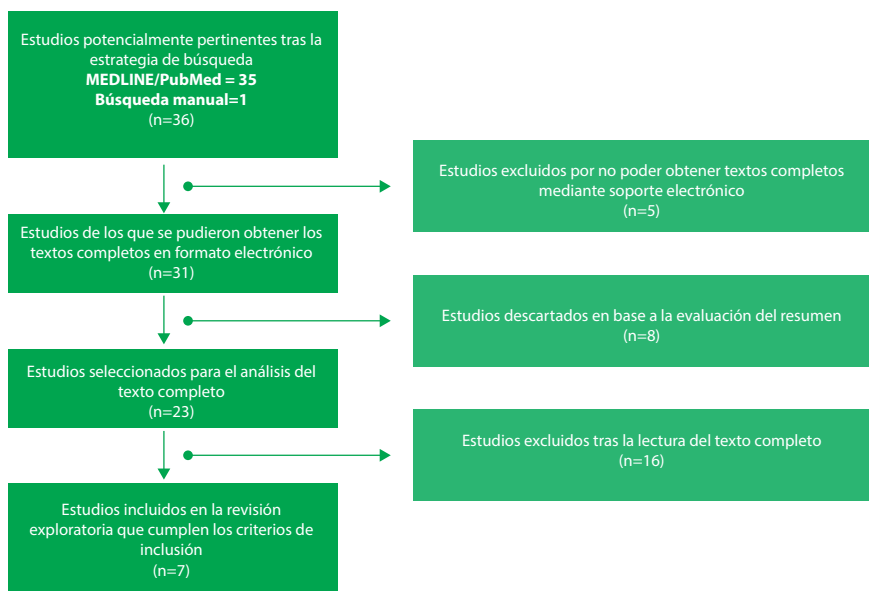 Estudios potencialmente pertinentes tras la
estrategia de búsqueda
MEDLINE/PubMed = 35
Búsqueda manual=1
(n=36)
Estudios excluidos por no poder obtener textos completos
mediante soporte electrónico
(n=5)
Estudios de los que se pudieron obtener los
textos completos en formato electrónico
(n=31)
Estudios descartados en base a la evaluación del resumen
(n=8)
Estudios seleccionados para el análisis del
texto completo
(n=23)
Estudios excluidos tras la lectura del texto completo
(n=16)
Estudios incluidos en la revisión
exploratoria que cumplen los criterios de
inclusión
(n=7)